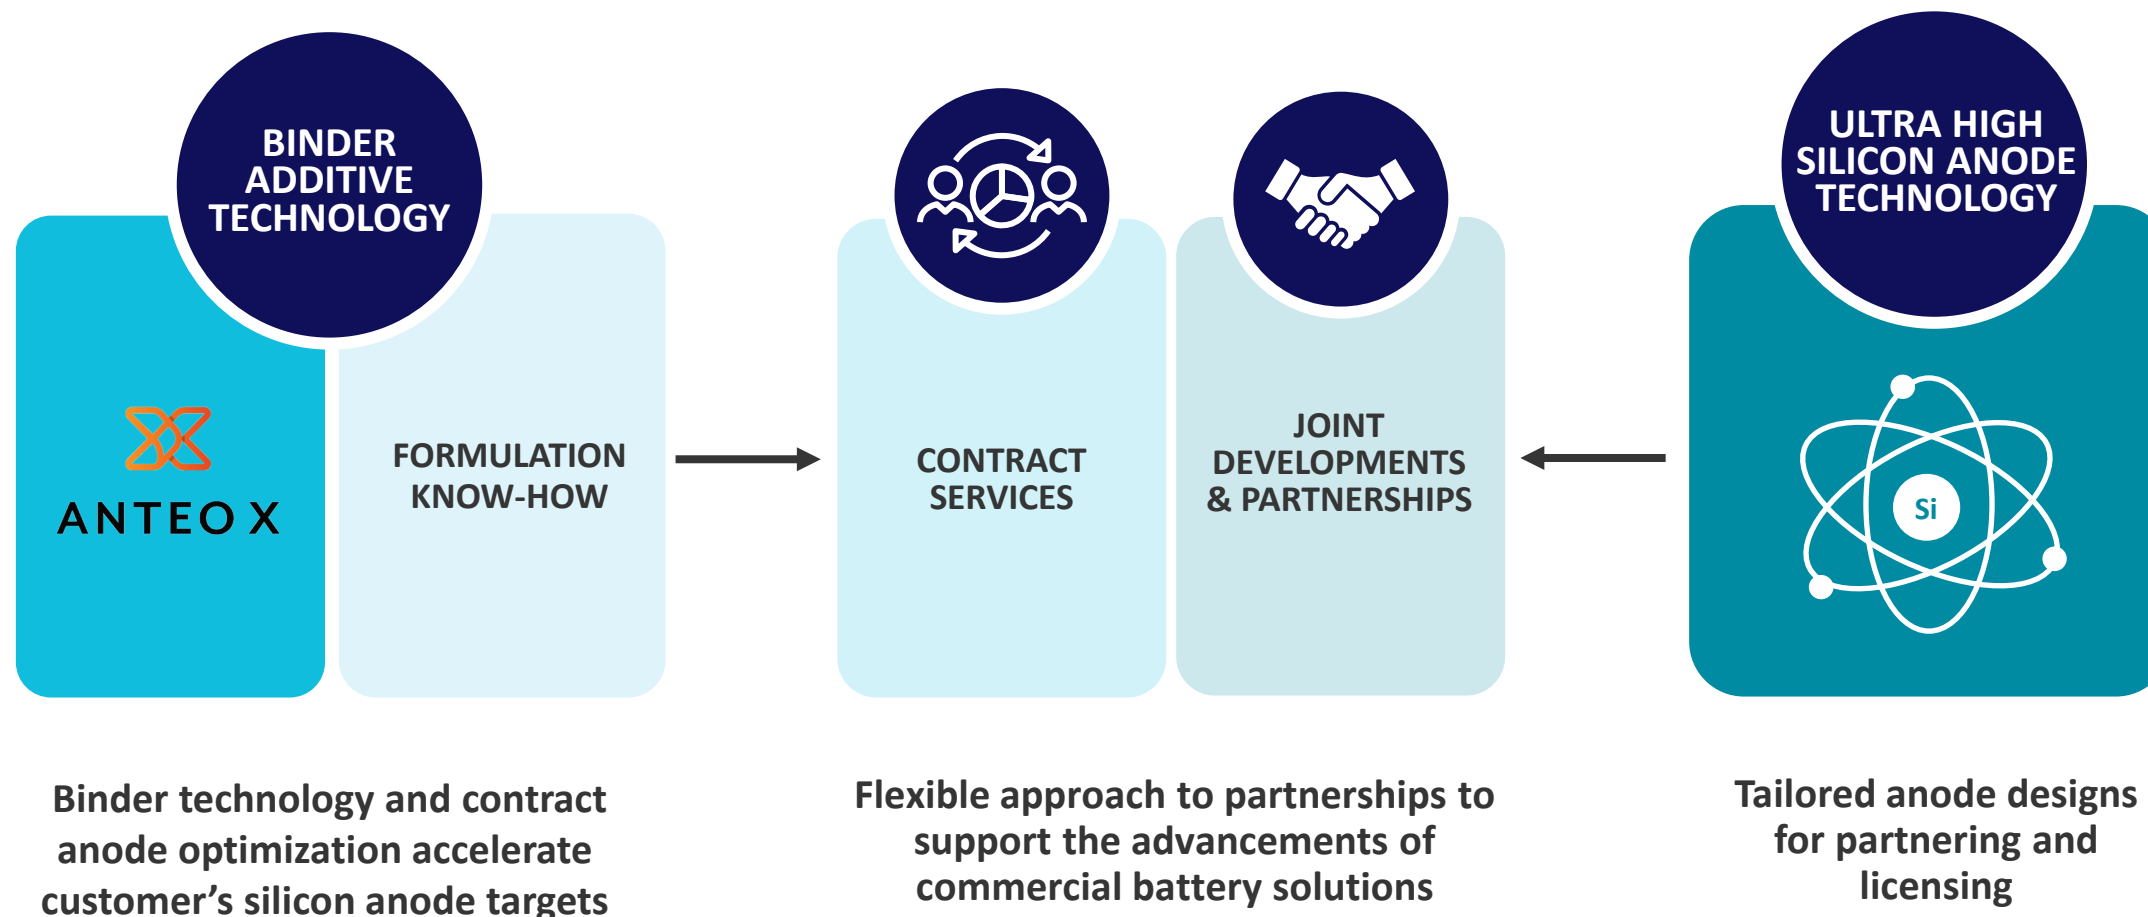 BINDER
ADDITIVE
TECHNOLOGY
ANTEO X
FORMULATION
KNOW-HOW
Binder technology and contract
anode optimization accelerate
customer’s silicon anode targets
CONTRACT
SERVICES
JOINT
DEVELOPMENTS
& PARTNERSHIPS
Flexible approach to partnerships to
support the advancements of
commercial battery solutions
ULTRA HIGH
SILICON ANODE
TECHNOLOGY
Si
Tailored anode designs
for partnering and
licensing